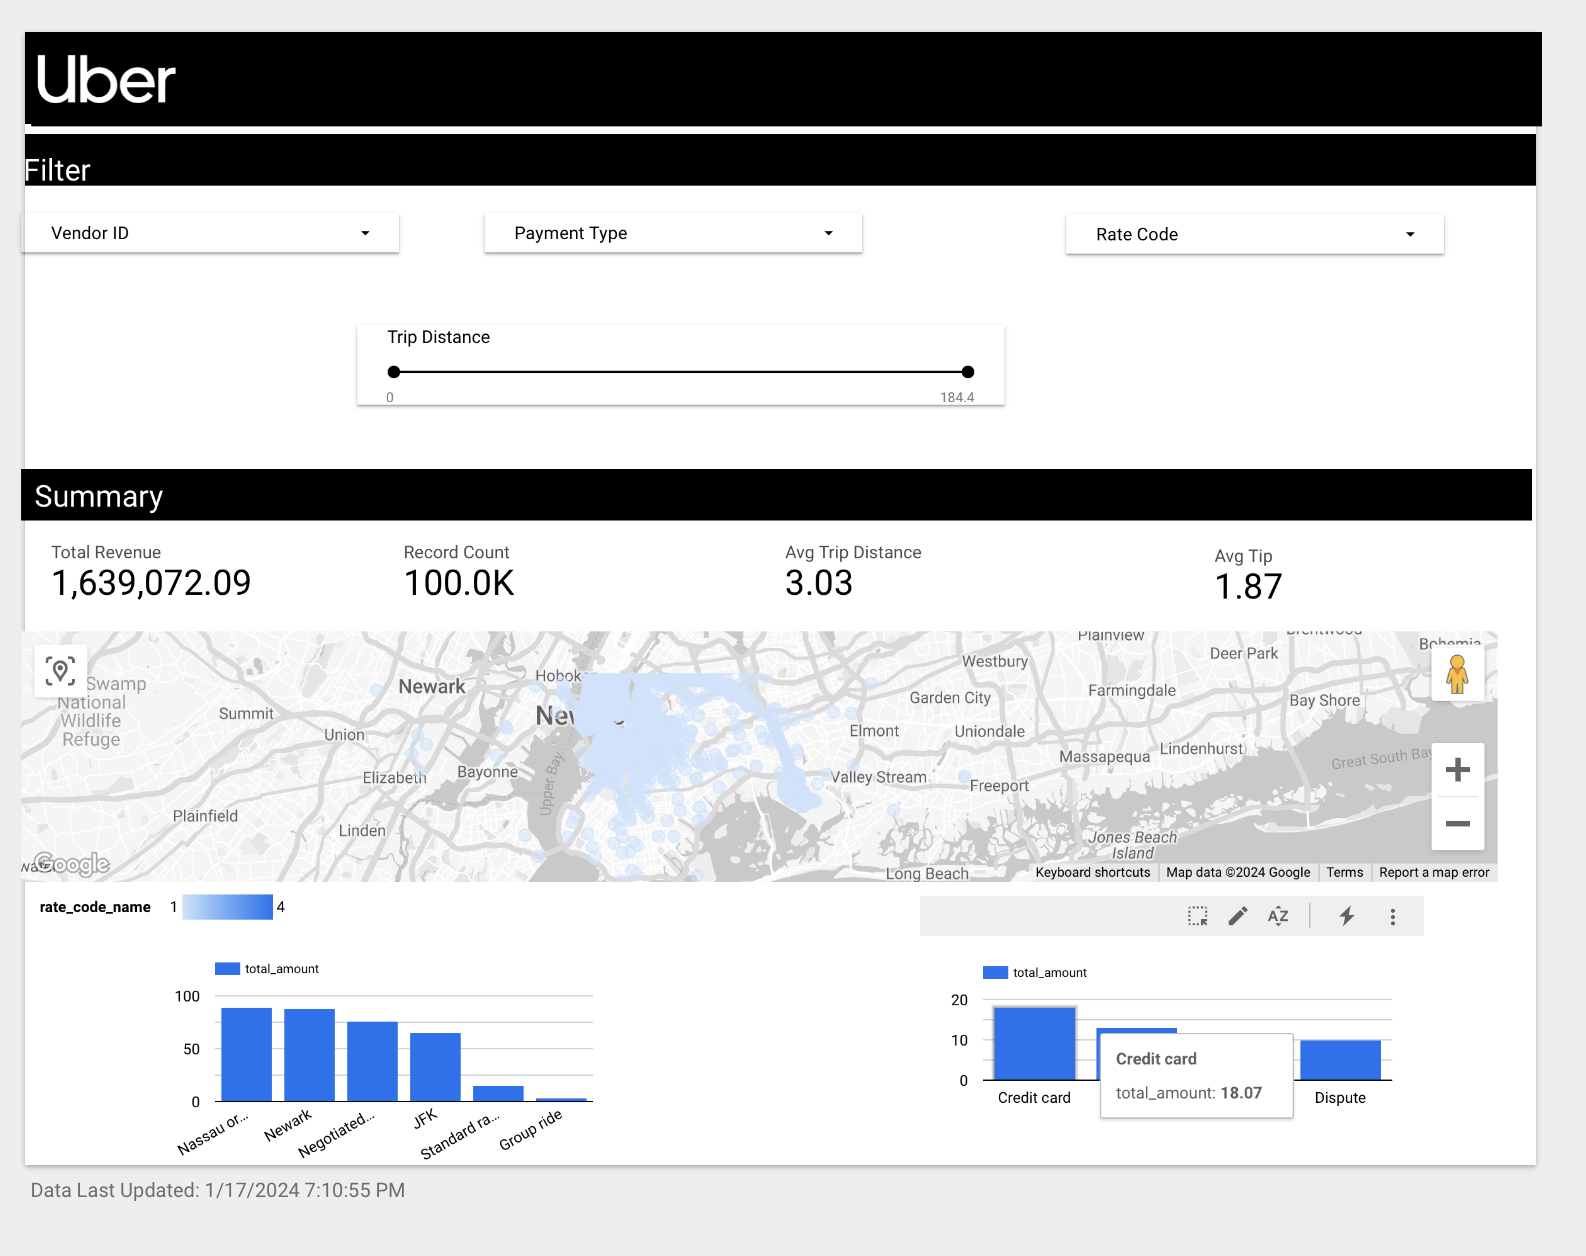 Uber
Filter
Vendor ID
Payment Type
Rate Code
Trip Distance
0
184.4
Summary
Total Revenue
1,639,072.09
Record Count
100.0K
Avg Trip Distance
3.03
Avg Tip
1.87
Plainview
Brentwood
Bohemia
Deer Park
Westbury
Hobok
Newark
Swamp
National
Wildlife
Refuge
Farmingdale
Garden City
Bay Shore
Summit
New
Union
Elmont
Uniondale
Lindenhurst
Massapequa
Great South Bay
Elizabeth
Bayonne
Upper Bay
Valley Stream
Freeport
Plainfield
Linden
Jones Beach
Island
Google
Long Beach
Keyboard shortcuts
Map data ©2024 Google
Terms
Report a map error
rate_code_name 1 4
AZ
total_amount
100
50
0
Nassau or...
Newark
Negotiated...
JFK
Standard ra...
Group ride
total_amount
20
10
0
Credit card
total_amount: 18.07
Credit card
Dispute
Data Last Updated: 1/17/2024 7:10:55 PM